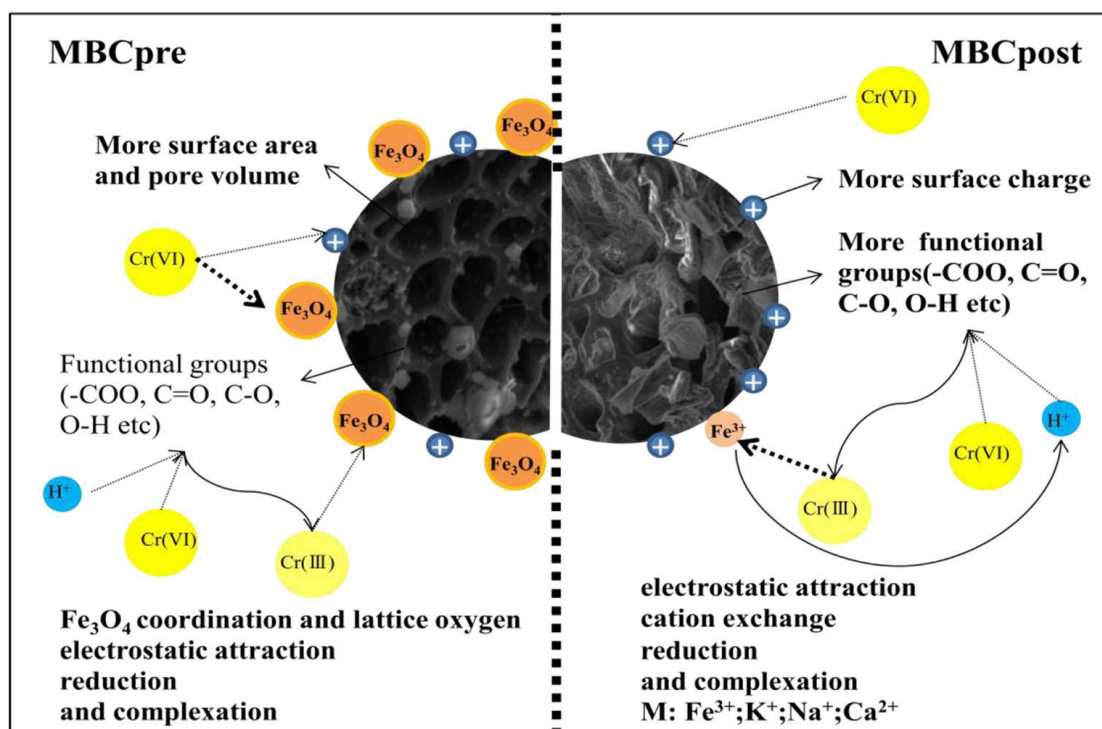 MBCpre
Fe₃O₄
Fe₃O₄
+
More surface area
and pore volume
+
Cr(VI)
Fe₃O₄
Functional groups
(-COO, C=O, C-O,
O-H etc)
Fe₃O₄
+
Fe₃O₄
H⁺
Cr(VI)
Cr(Ⅲ)
Fe₃O₄ coordination and lattice oxygen
electrostatic attraction
reduction
and complexation
MBCpost
Cr(VI)
+
More surface charge
+
More functional
groups(-COO, C=O,
C-O, O-H etc)
+
+
Fe³⁺
+
H⁺
Cr(VI)
Cr(Ⅲ)
electrostatic attraction
cation exchange
reduction
and complexation
M: Fe³⁺;K⁺;Na⁺;Ca²⁺